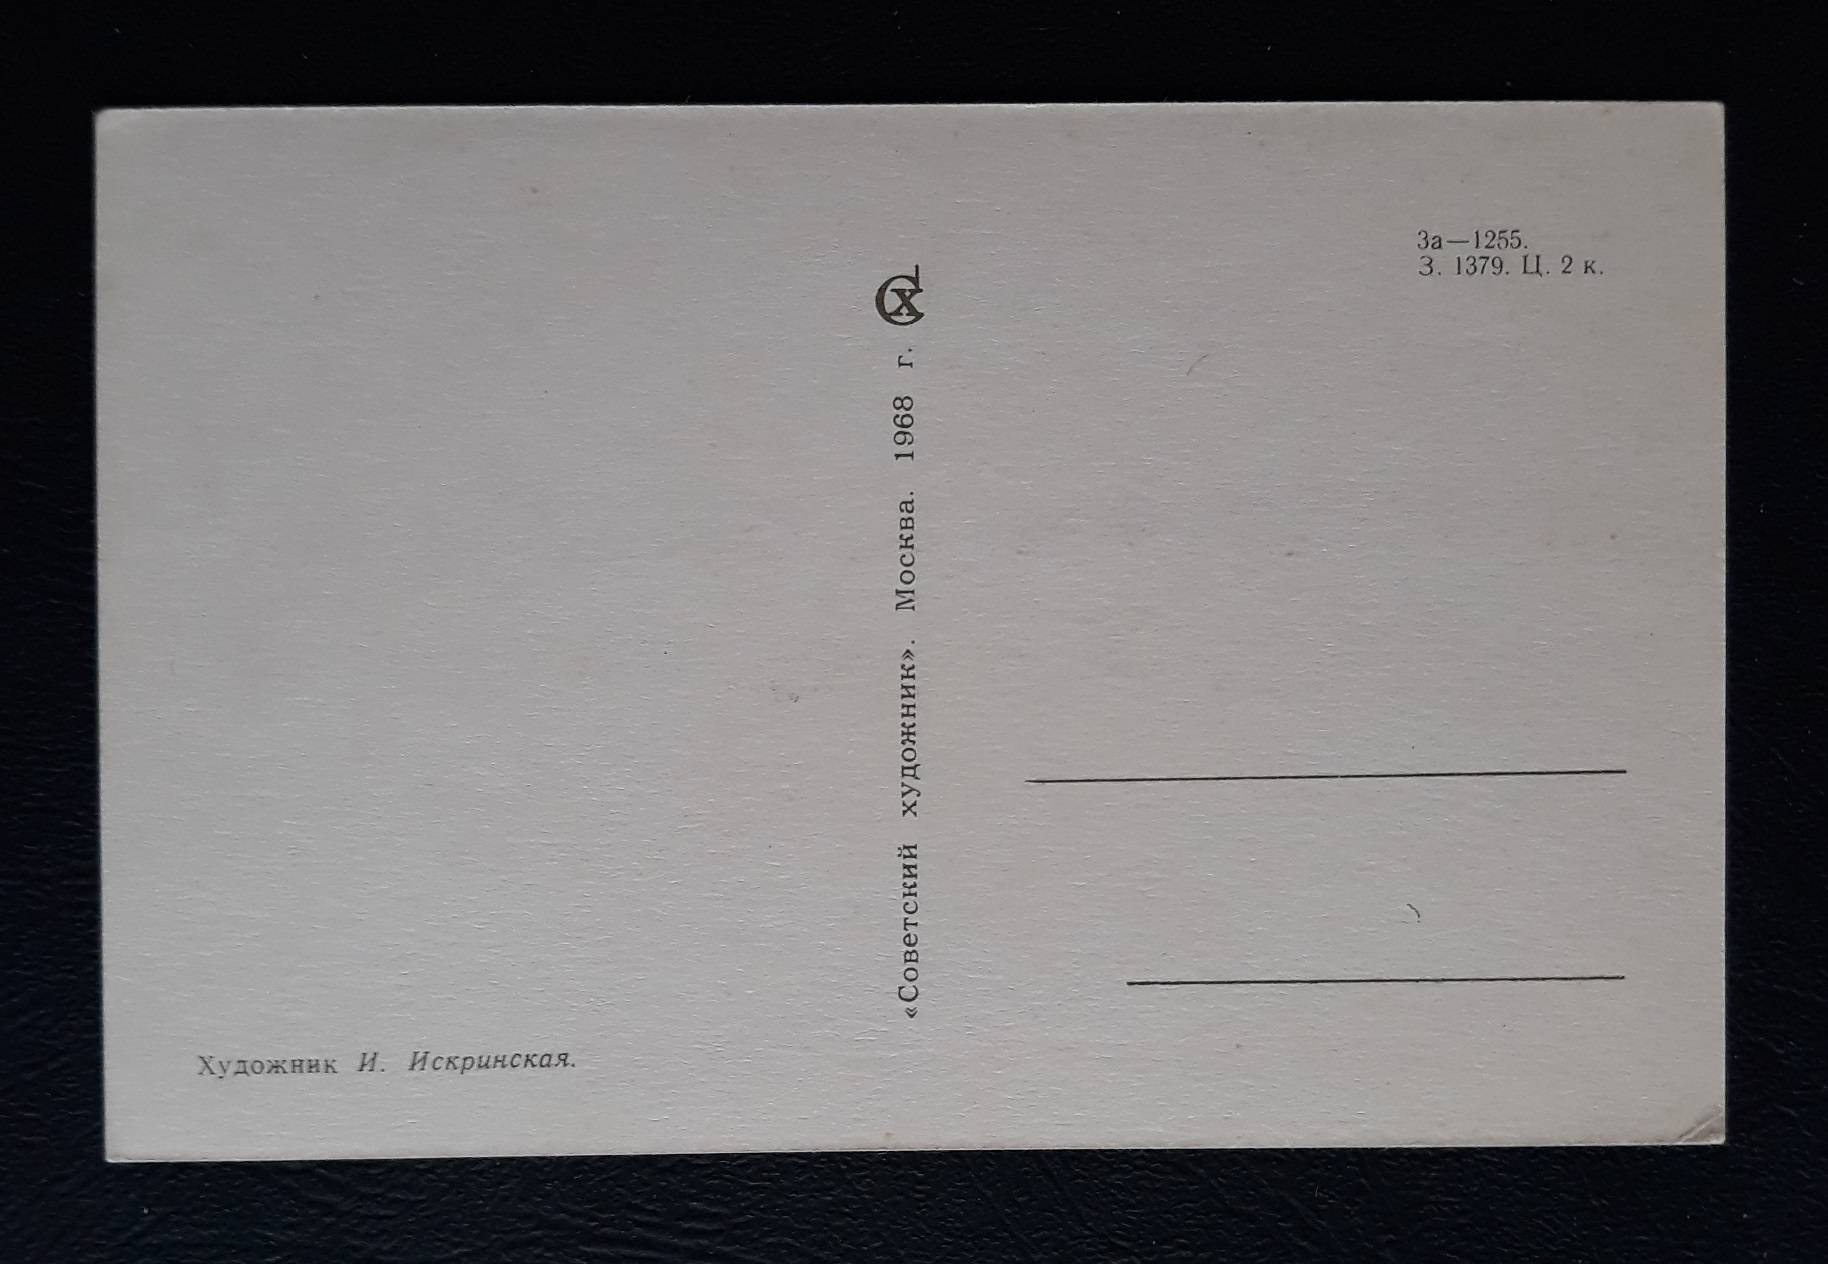 За—1255.
З. 1379. Ц. 2 к.
«Советский художник». Москва. 1968 г.
Художник И. Искринская.